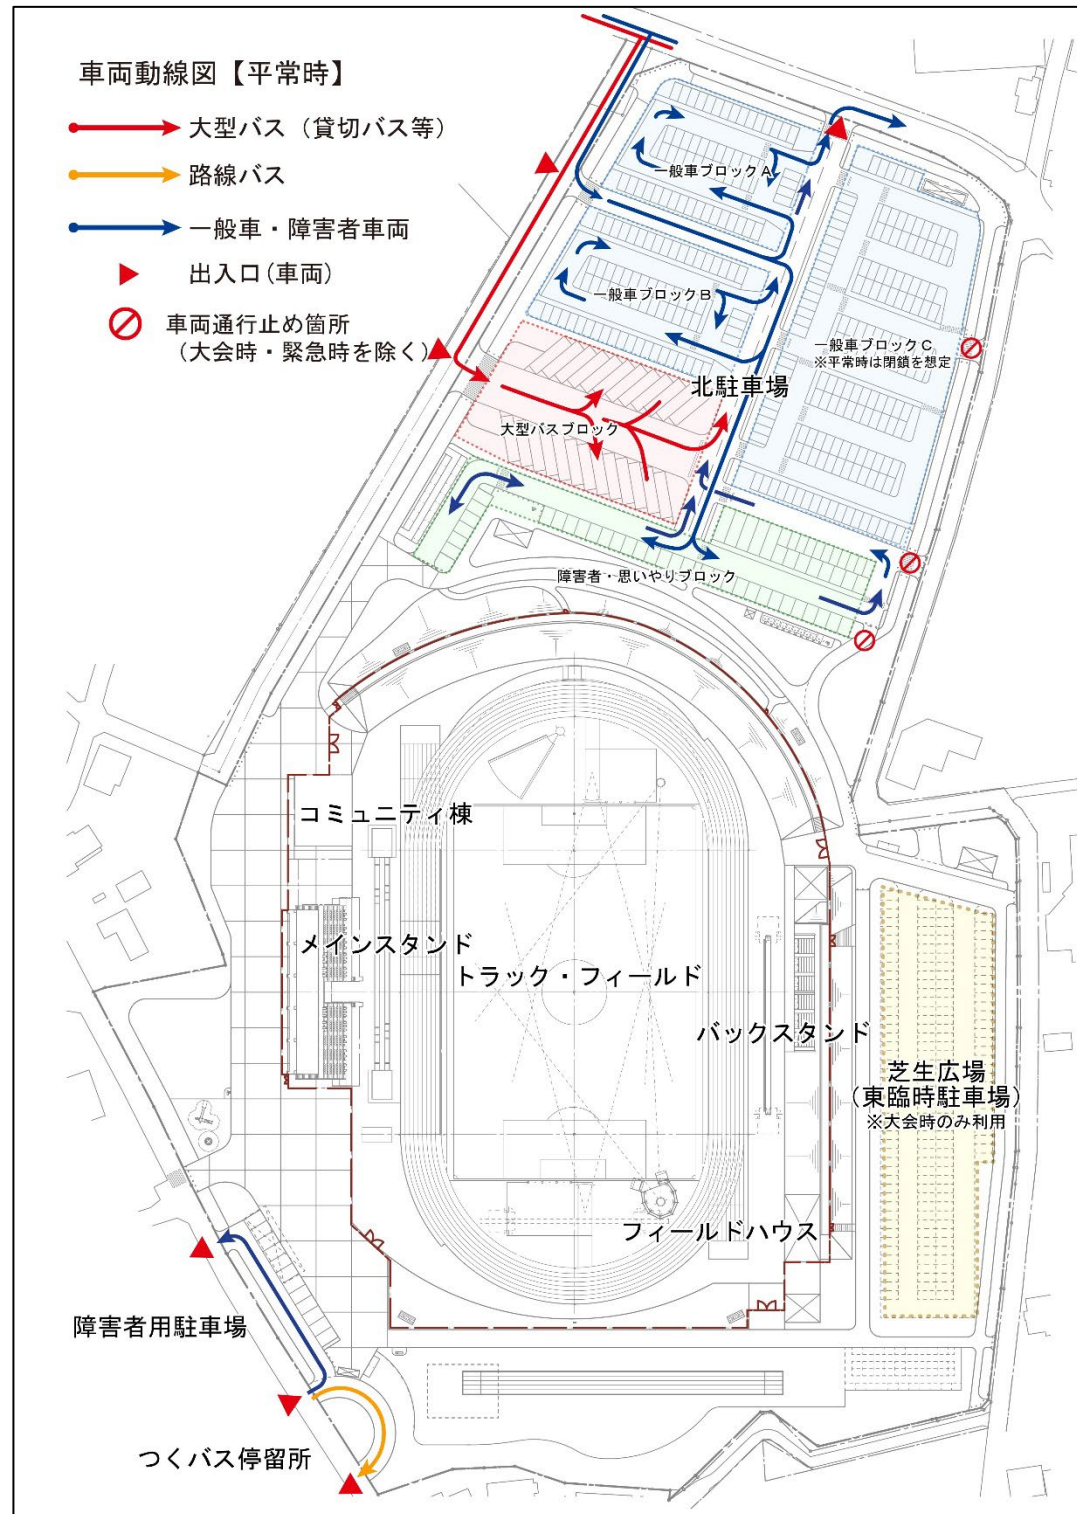 車両動線図【平常時】
大型バス（貸切バス等）
路線バス
一般車・障害者車両
出入口(車両)
車両通行止め箇所
（大会時・緊急時を除く）
一般車ブロックA
一般車ブロックB
一般車ブロックC
※平常時は閉鎖を想定
北駐車場
大型バスブロック
障害者・思いやりブロック
コミュニティ棟
メインスタンド
トラック・フィールド
バックスタンド
芝生広場
（東臨時駐車場）
※大会時のみ利用
フィールドハウス
障害者用駐車場
つくバス停留所